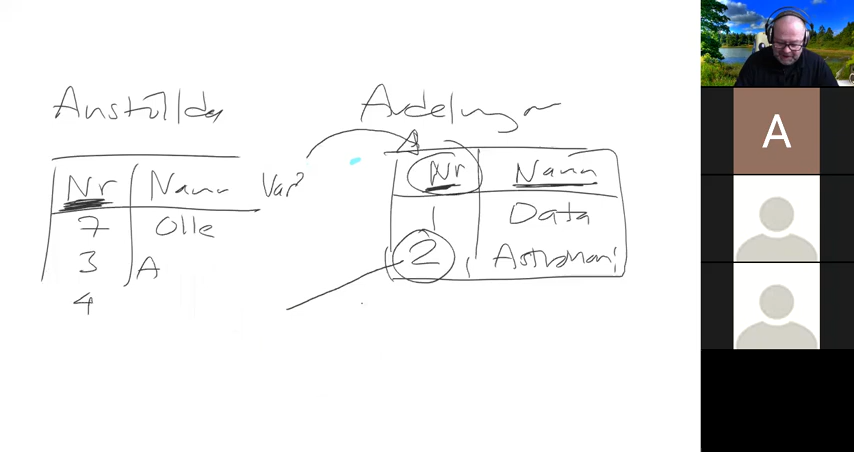 Anställda
Avdelningar
Nr Namn Var?
Nr Namn
7 Olle
1 Data
3 A
2 Astronomi
4
A